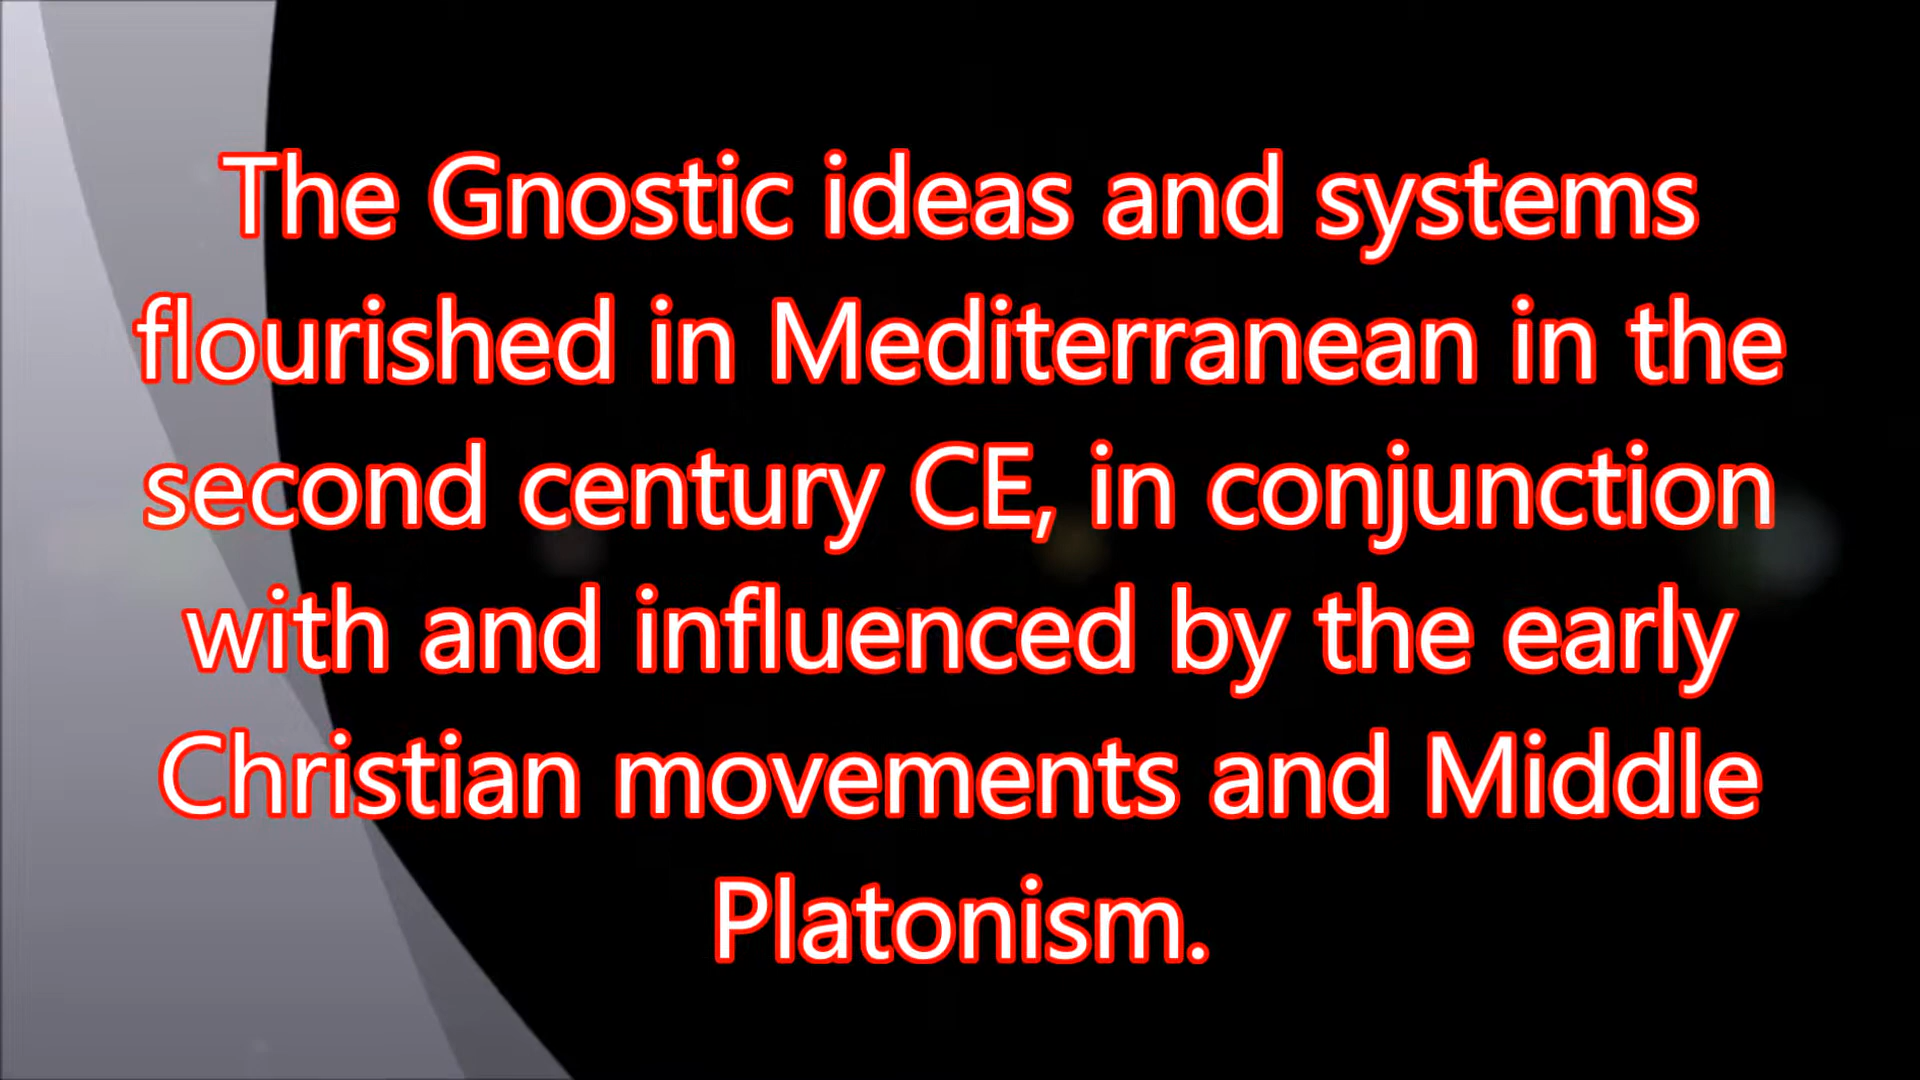 The Gnostic ideas and systems
flourished in Mediterranean in the
second century CE, in conjunction
with and influenced by the early
Christian movements and Middle
Platonism.